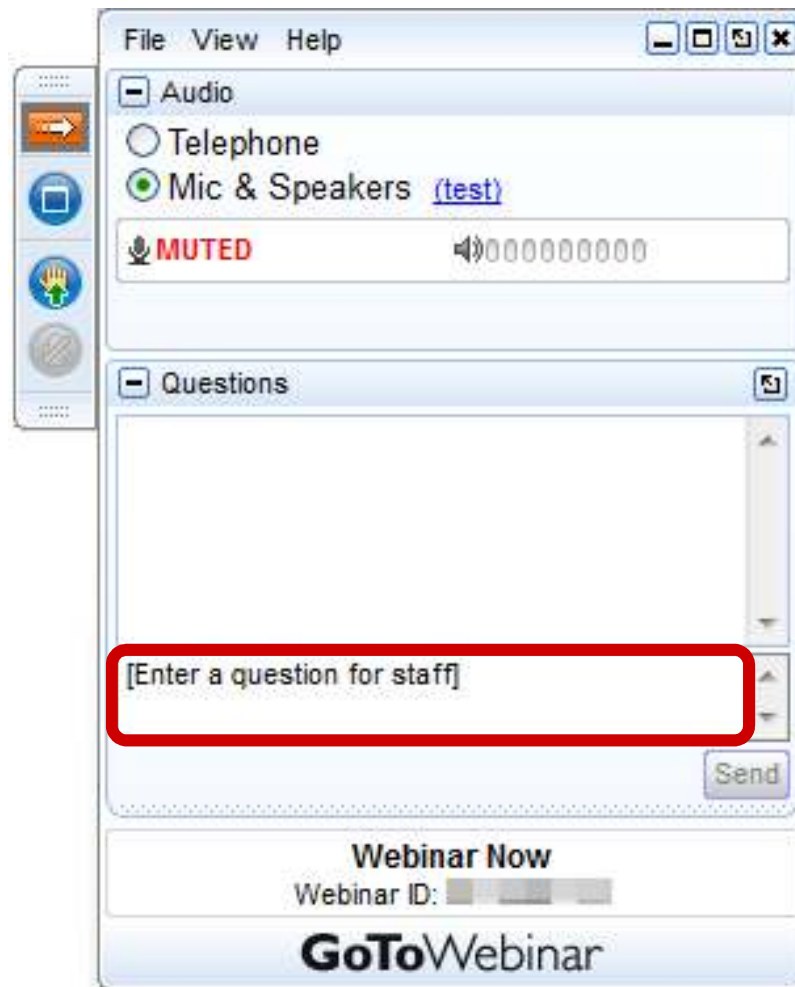 File View Help
Audio
Telephone
Mic & Speakers (test)
MUTED
000000000
Questions
[Enter a question for staff]
Send
Webinar Now
Webinar ID:
GoToWebinar